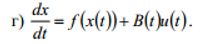 г) dx/dt = f(x(t)) + B(t)u(t).